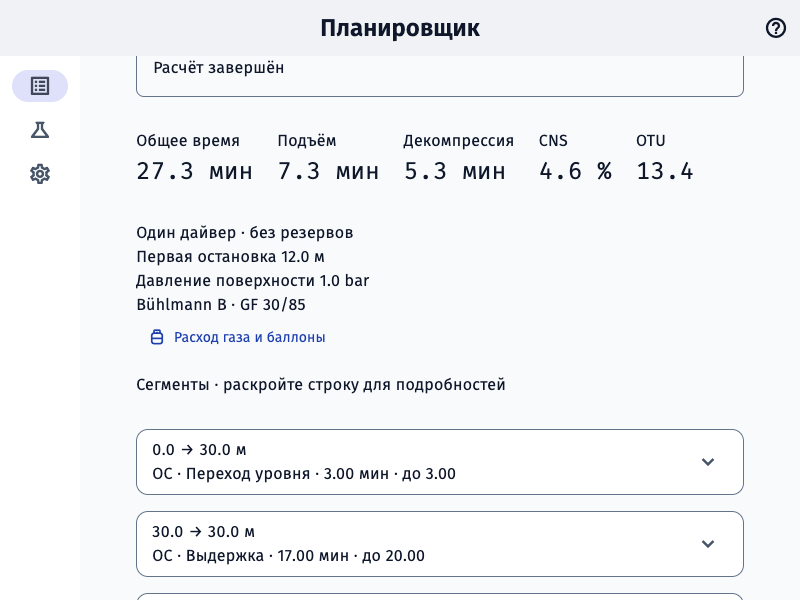 Планировщик
Расчёт завершён
Общее время
27.3 мин
Подъём
7.3 мин
Декомпрессия
5.3 мин
CNS
4.6 %
OTU
13.4
Один дайвер · без резервов
Первая остановка 12.0 м
Давление поверхности 1.0 bar
Bühlmann B · GF 30/85
Расход газа и баллоны
Сегменты · раскройте строку для подробностей
0.0 → 30.0 м
ОС · Переход уровня · 3.00 мин · до 3.00
30.0 → 30.0 м
ОС · Выдержка · 17.00 мин · до 20.00